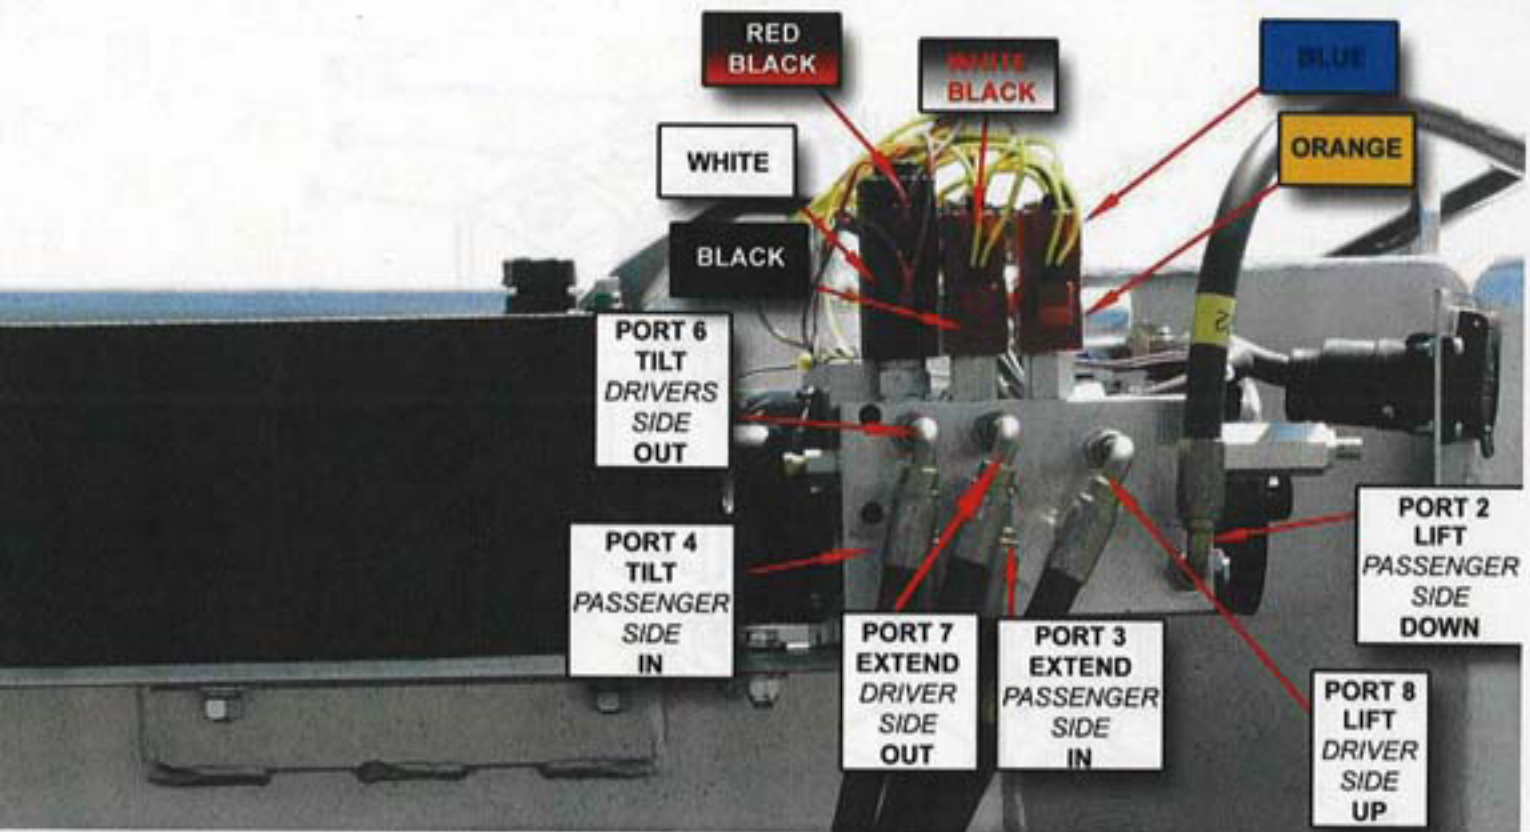 RED
BLACK
WHITE
BLACK
BLUE
ORANGE
WHITE
BLACK
PORT 6
TILT
DRIVERS
SIDE
OUT
PORT 4
TILT
PASSENGER
SIDE
IN
PORT 7
EXTEND
DRIVER
SIDE
OUT
PORT 3
EXTEND
PASSENGER
SIDE
IN
PORT 2
LIFT
PASSENGER
SIDE
DOWN
PORT 8
LIFT
DRIVER
SIDE
UP